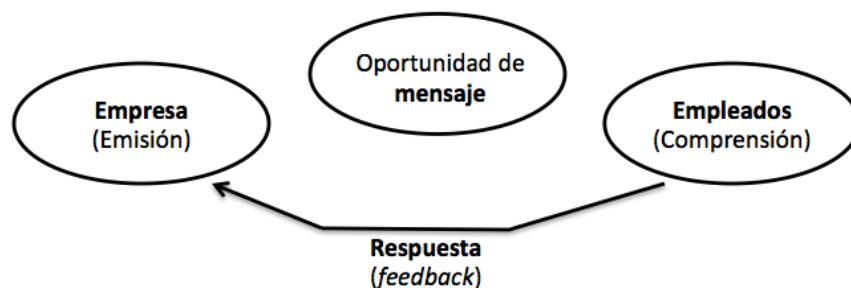 Empresa
(Emisión)
Oportunidad de
mensaje
Empleados
(Comprensión)
Respuesta
(feedback)